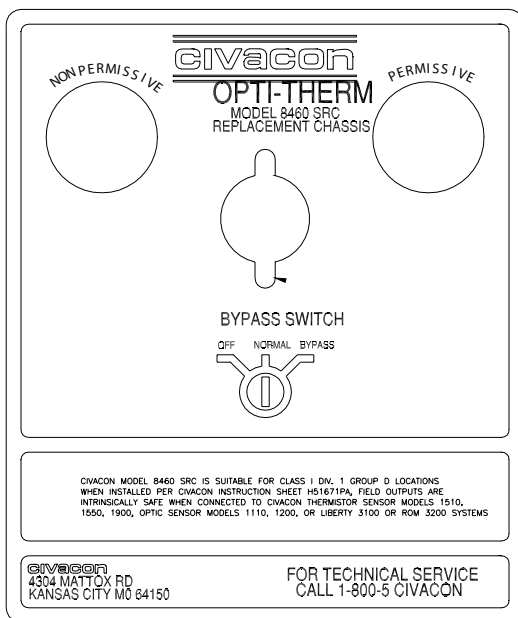 civacon
NON PERMISSIVE
PERMISSIVE
OPTI-THERM
MODEL 8460 SRC
REPLACEMENT CHASSIS
BYPASS SWITCH
OFF NORMAL BYPASS
CIVACON MODEL 8460 SRC IS SUITABLE FOR CLASS I DIV. 1 GROUP D LOCATIONS
WHEN INSTALLED PER CIVACON INSTRUCTION SHEET H51671PA, FIELD OUTPUTS ARE
INTRINSICALLY SAFE WHEN CONNECTED TO CIVACON THERMISTOR SENSOR MODELS 1510,
1550, 1900, OPTIC SENSOR MODELS 1110, 1200, OR LIBERTY 3100 OR ROM 3200 SYSTEMS
civacon
4304 MATTOX RD
KANSAS CITY MO 64150
FOR TECHNICAL SERVICE
CALL 1-800-5 CIVACON